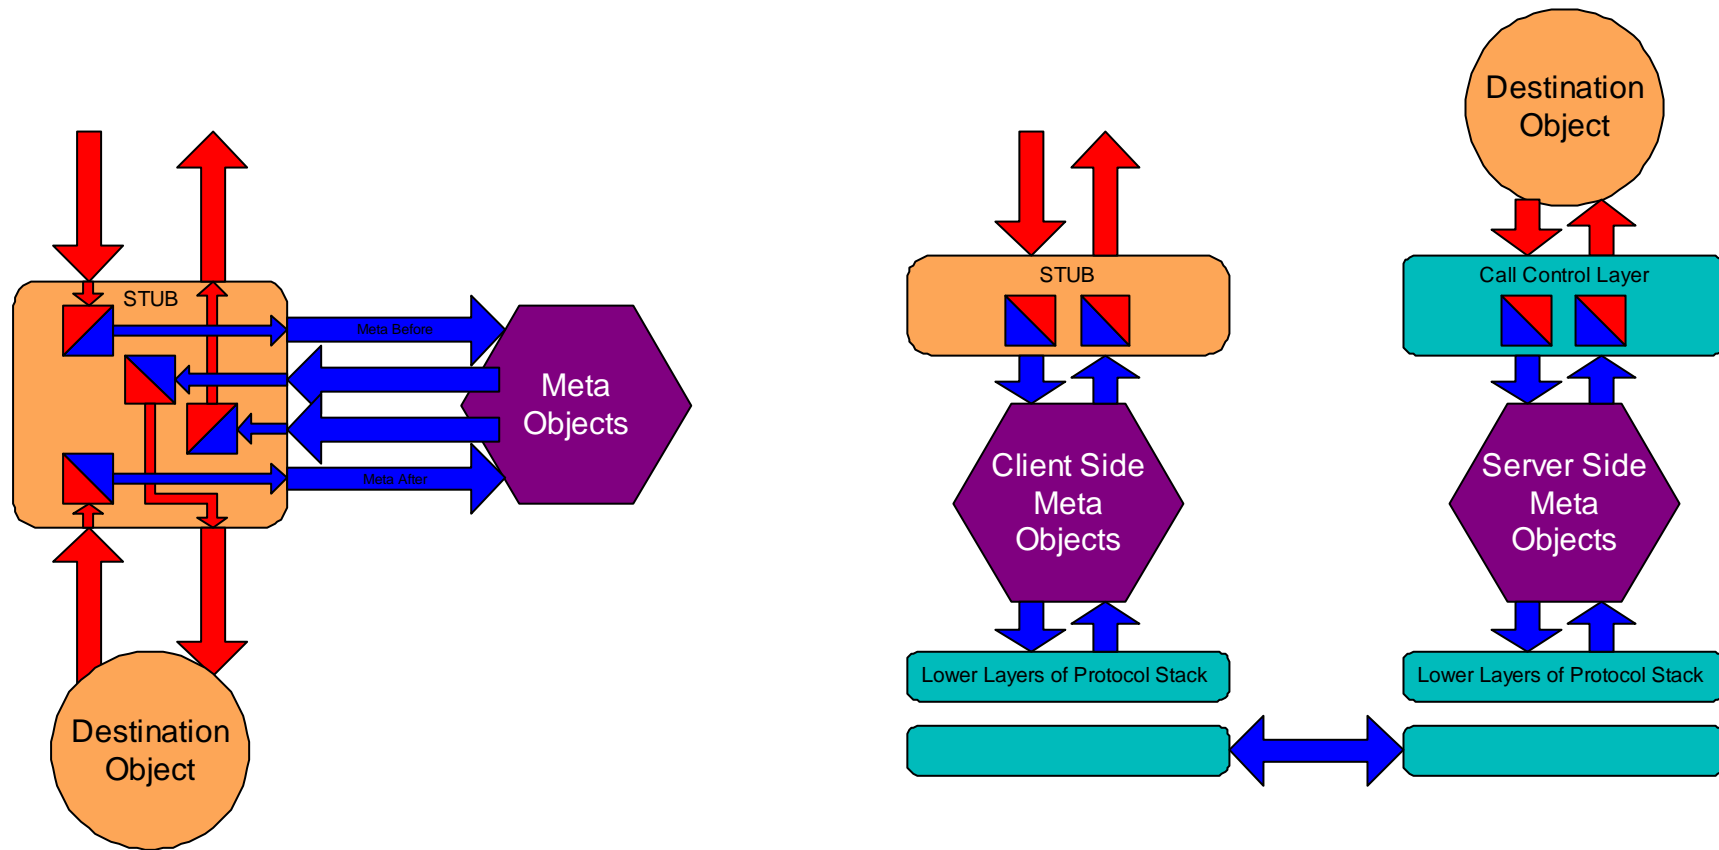 STUB
Meta Before
Meta
Objects
Meta After
Destination
Object
STUB
Client Side
Meta
Objects
Lower Layers of Protocol Stack
Destination
Object
Call Control Layer
Server Side
Meta
Objects
Lower Layers of Protocol Stack